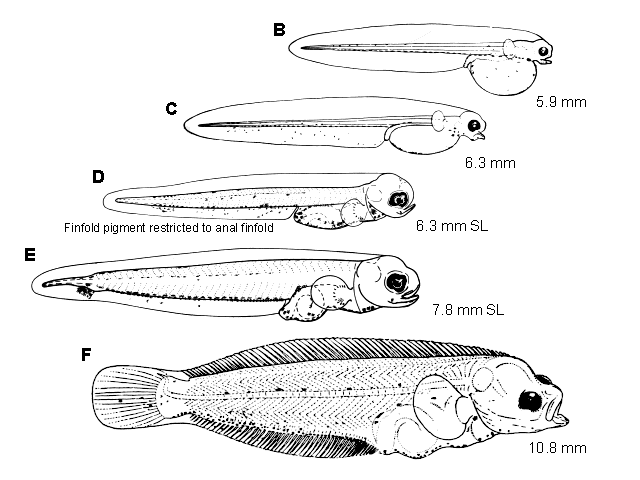 B
5.9 mm
C
6.3 mm
D
Finfold pigment restricted to anal finfold
6.3 mm SL
E
7.8 mm SL
F
10.8 mm